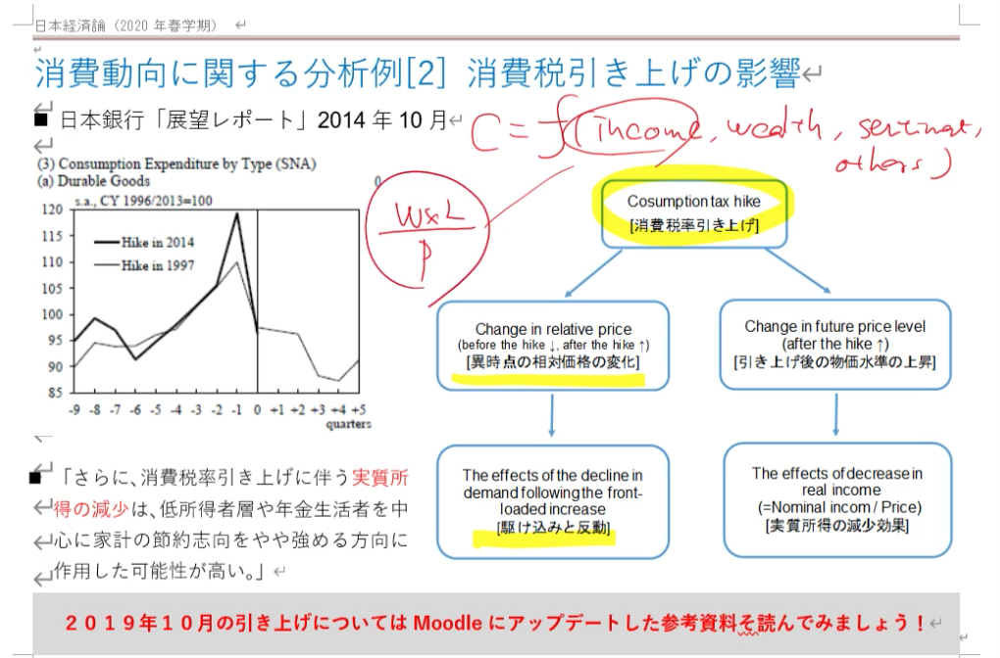 日本経済論（2020 年春学期）
消費動向に関する分析例[2] 消費税引き上げの影響
■ 日本銀行「展望レポート」2014 年 10 月
C = f(income, wealth, sentiment,
others)
W×L
P
(3) Consumption Expenditure by Type (SNA)
(a) Durable Goods
0
s.a., CY 1996/2013=100
120
115
110
105
100
95
90
85
Hike in 2014
Hike in 1997
-9 -8 -7 -6 -5 -4 -3 -2 -1 0 +1 +2 +3 +4 +5
quarters
Cosumption tax hike
[消費税率引き上げ]
Change in relative price
(before the hike ↓, after the hike ↑)
[異時点の相対価格の変化]
Change in future price level
(after the hike ↑)
[引き上げ後の物価水準の上昇]
The effects of the decline in
demand following the front-
loaded increase
[駆け込みと反動]
The effects of decrease in
real income
(=Nominal incom / Price)
[実質所得の減少効果]
■ 「さらに、消費税率引き上げに伴う実質所
得の減少は、低所得者層や年金生活者を中
心に家計の節約志向をやや強める方向に
作用した可能性が高い。」
２０１９年１０月の引き上げについては Moodle にアップデートした参考資料そ読んでみましょう！